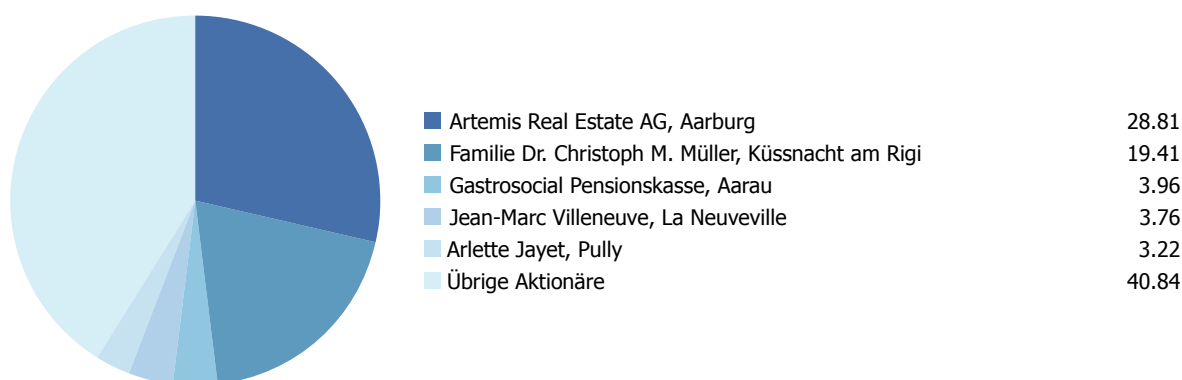 Artemis Real Estate AG, Aarburg 28.81
Familie Dr. Christoph M. Müller, Küssnacht am Rigi 19.41
Gastrosocial Pensionskasse, Aarau 3.96
Jean-Marc Villeneuve, La Neuveville 3.76
Arlette Jayet, Pully 3.22
Übrige Aktionäre 40.84